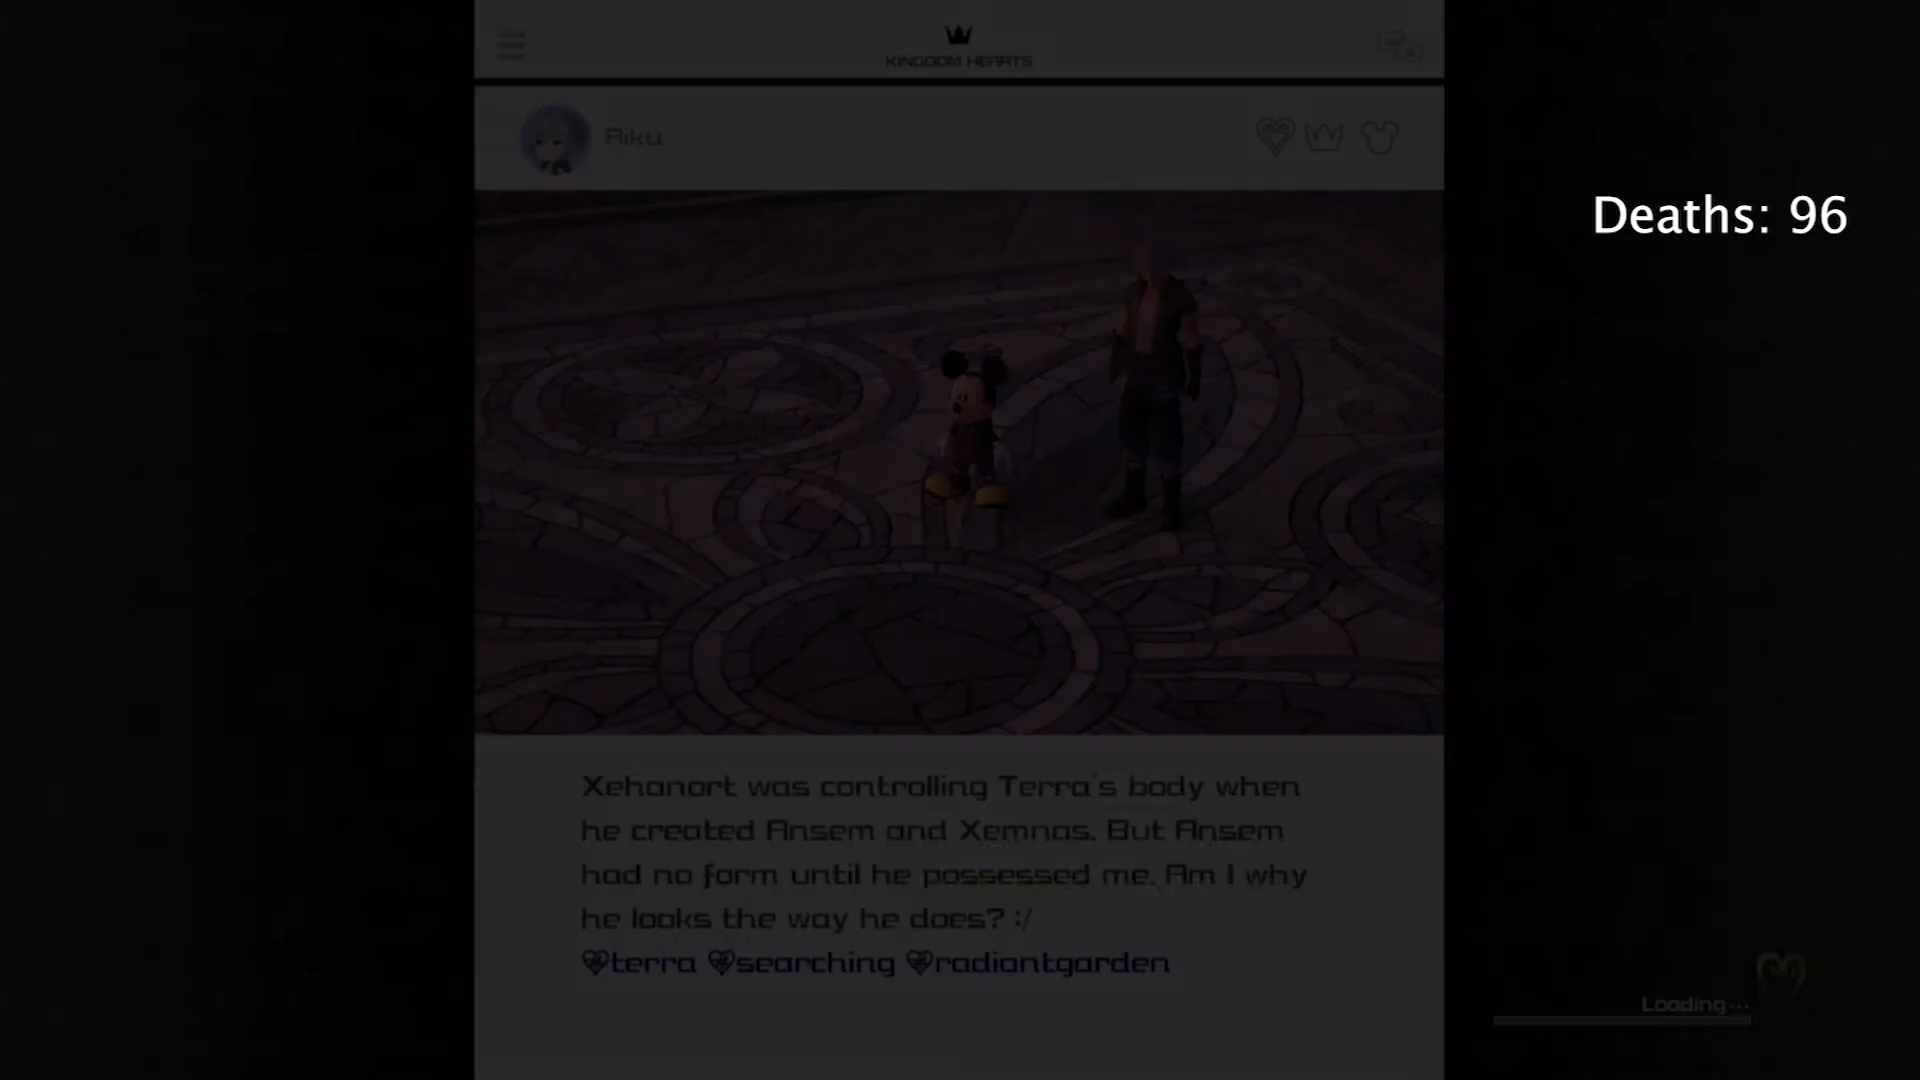 KINGDOM HEARTS
Riku
Deaths: 96
Xehanort was controlling Terra's body when
he created Ansem and Xemnas. But Ansem
had no form until he possessed me. Am I why
he looks the way he does? :/
terra searching radiantgarden
Loading...